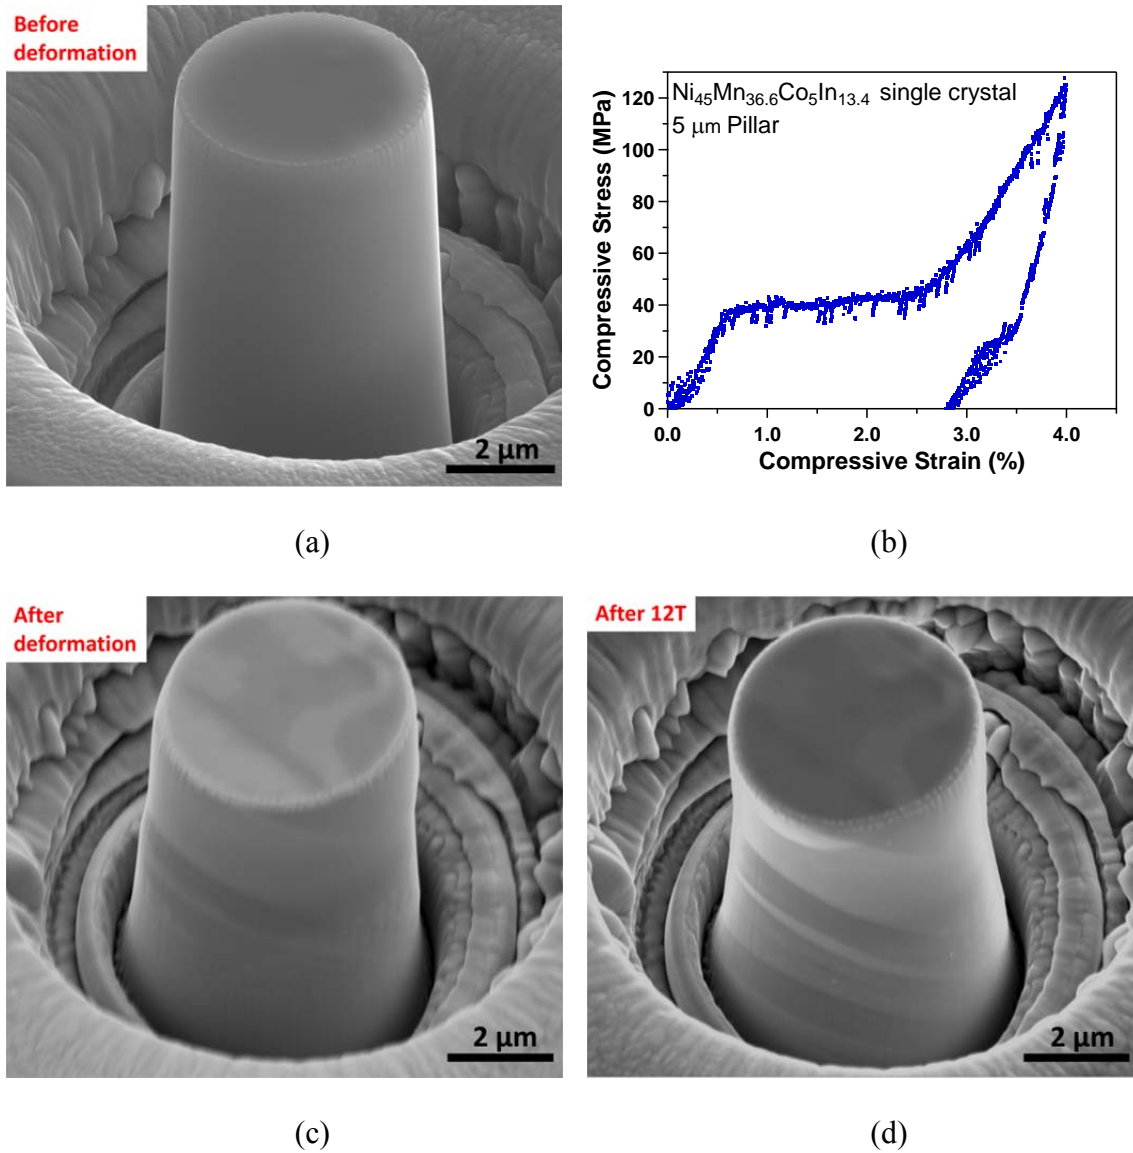 Before
deformation
2 μm
(a)
Ni45Mn36.6Co5In13.4 single crystal
5 μm Pillar
Compressive Stress (MPa)
120
100
80
60
40
20
0
0.0 1.0 2.0 3.0 4.0
Compressive Strain (%)
(b)
After
deformation
2 μm
(c)
After 12T
2 μm
(d)